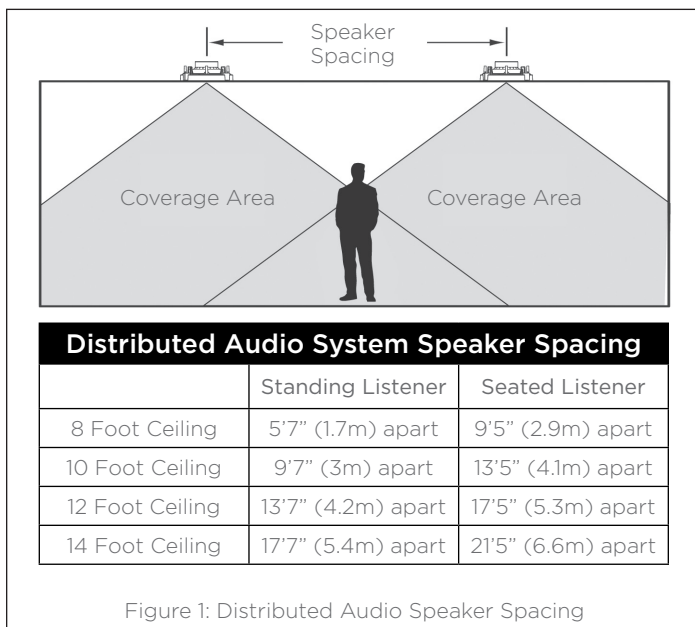 Speaker
Spacing
Coverage Area Coverage Area
Distributed Audio System Speaker Spacing
Standing Listener Seated Listener
8 Foot Ceiling 5’7” (1.7m) apart 9’5” (2.9m) apart
10 Foot Ceiling 9’7” (3m) apart 13’5” (4.1m) apart
12 Foot Ceiling 13’7” (4.2m) apart 17’5” (5.3m) apart
14 Foot Ceiling 17’7” (5.4m) apart 21’5” (6.6m) apart
Figure 1: Distributed Audio Speaker Spacing